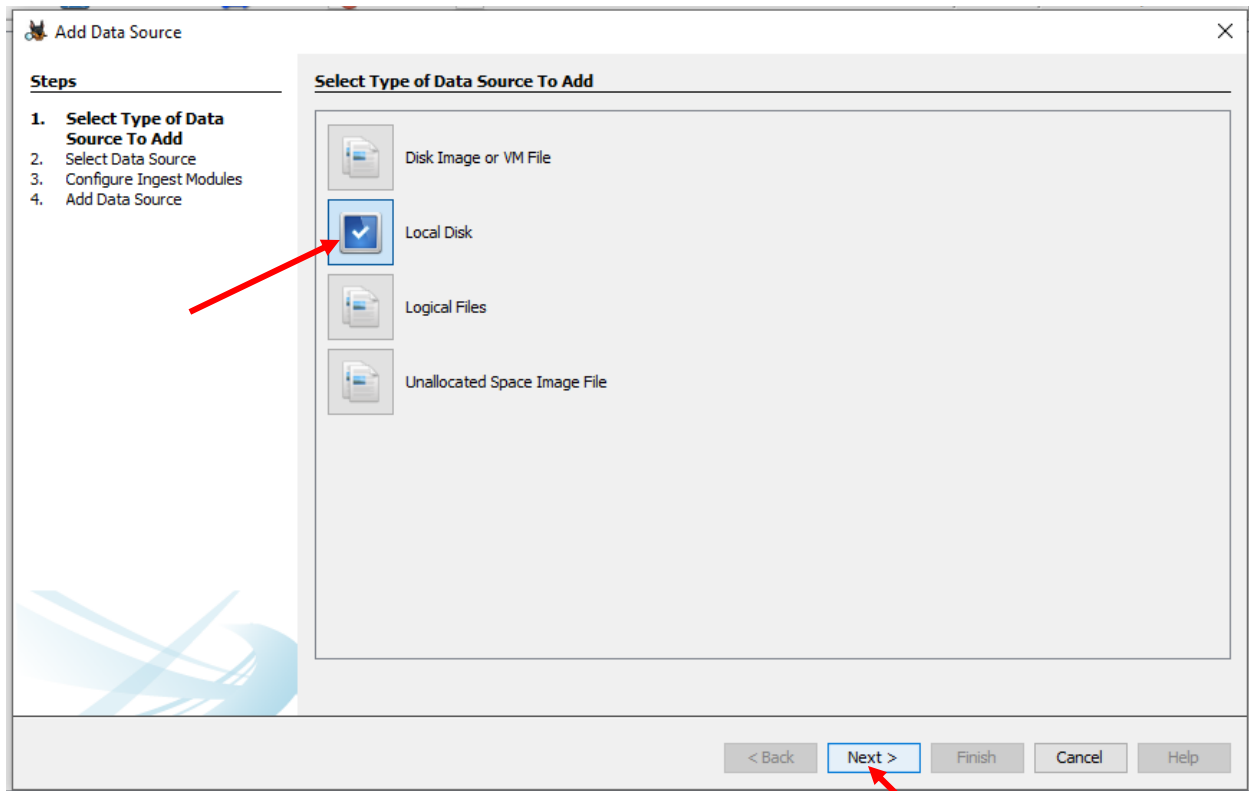 Add Data Source
Steps
1. Select Type of Data
Source To Add
2. Select Data Source
3. Configure Ingest Modules
4. Add Data Source
Select Type of Data Source To Add
Disk Image or VM File
Local Disk
Logical Files
Unallocated Space Image File
< Back Next > Finish Cancel Help